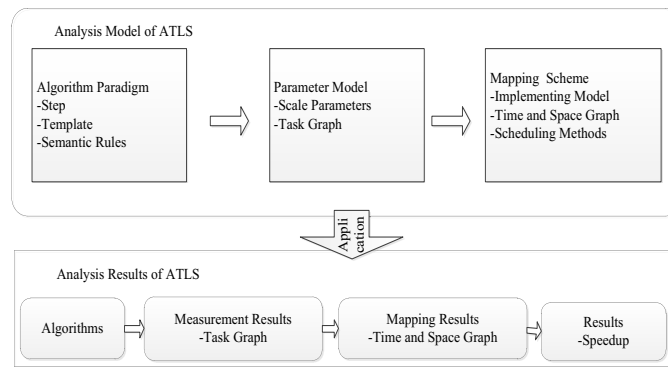 Analysis Model of ATLS
Algorithm Paradigm
-Step
-Template
-Semantic Rules
Parameter Model
-Scale Parameters
-Task Graph
Mapping Scheme
-Implementing Model
-Time and Space Graph
-Scheduling Methods
Appli
cation
Analysis Results of ATLS
Algorithms
Measurement Results
-Task Graph
Mapping Results
-Time and Space Graph
Results
-Speedup